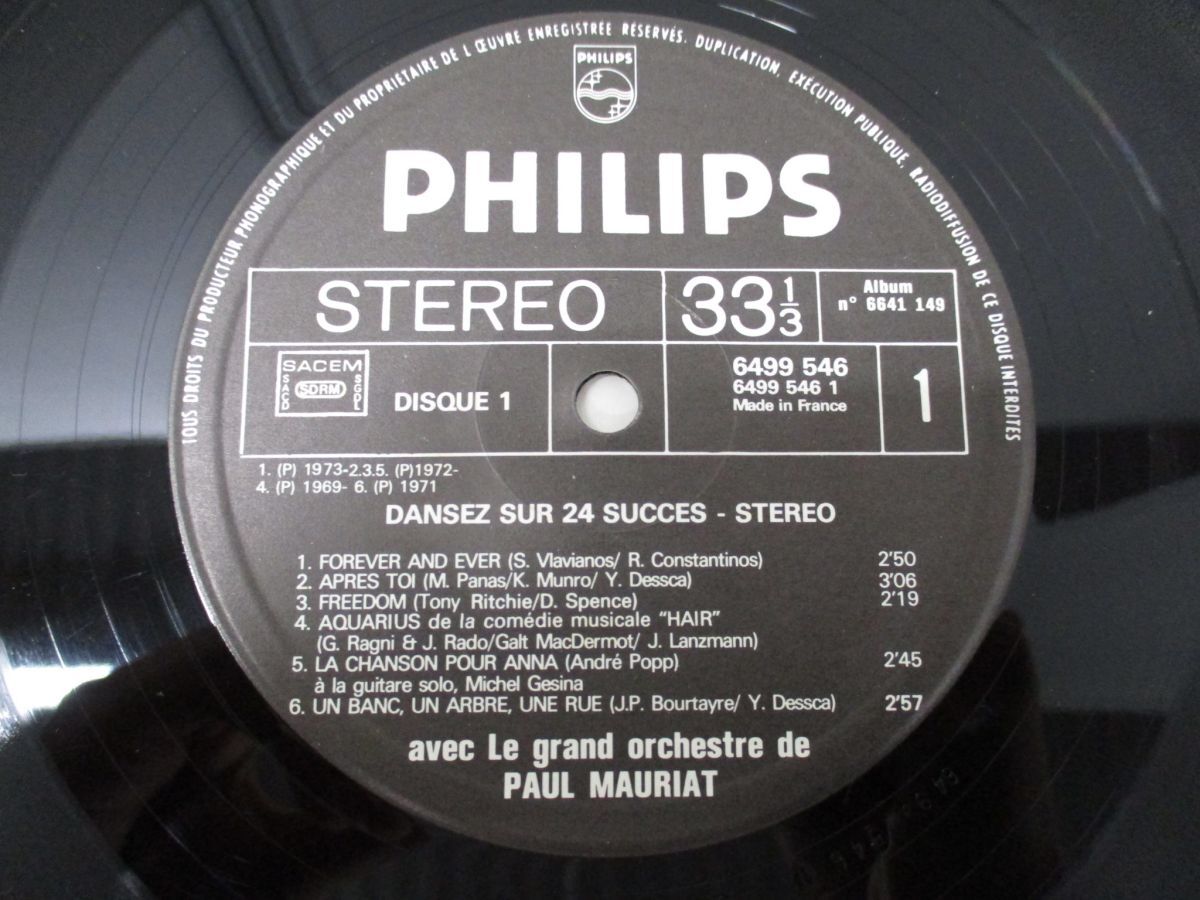 TOUS DROITS DU PRODUCTEUR PHONOGRAPHIQUE ET DU PROPRIÉTAIRE DE L'ŒUVRE ENREGISTRÉE RÉSERVÉS. DUPLICATION, EXÉCUTION PUBLIQUE, RADIODIFFUSION DE CE DISQUE INTERDITES
PHILIPS
PHILIPS
STEREO
33 1/3
Album
n° 6641 149
SACEM
SACD
SDRM
SGDL
DISQUE 1
6499 546
6499 546 1
Made in France
1
1. (P) 1973-2.3.5. (P)1972-
4. (P) 1969- 6. (P) 1971
DANSEZ SUR 24 SUCCES - STEREO
1. FOREVER AND EVER (S. Vlavianos/ R. Constantinos) 2'50
2. APRES TOI (M. Panas/K. Munro/ Y. Dessca) 3'06
3. FREEDOM (Tony Ritchie/D. Spence) 2'19
4. AQUARIUS de la comédie musicale "HAIR"
(G. Ragni & J. Rado/Galt MacDermot/ J. Lanzmann)
5. LA CHANSON POUR ANNA (André Popp) 2'45
à la guitare solo, Michel Gesina
6. UN BANC, UN ARBRE, UNE RUE (J.P. Bourtayre/ Y. Dessca) 2'57
avec Le grand orchestre de
PAUL MAURIAT